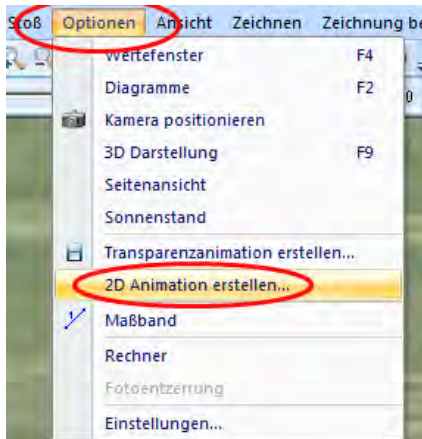 Stoß Optionen Ansicht Zeichnen Zeichnung be
Wertefenster F4
Diagramme F2
0
Kamera positionieren
3D Darstellung F9
Seitenansicht
Sonnenstand
Transparenzanimation erstellen...
2D Animation erstellen...
Maßband
Rechner
Fotoentzerrung
Einstellungen...